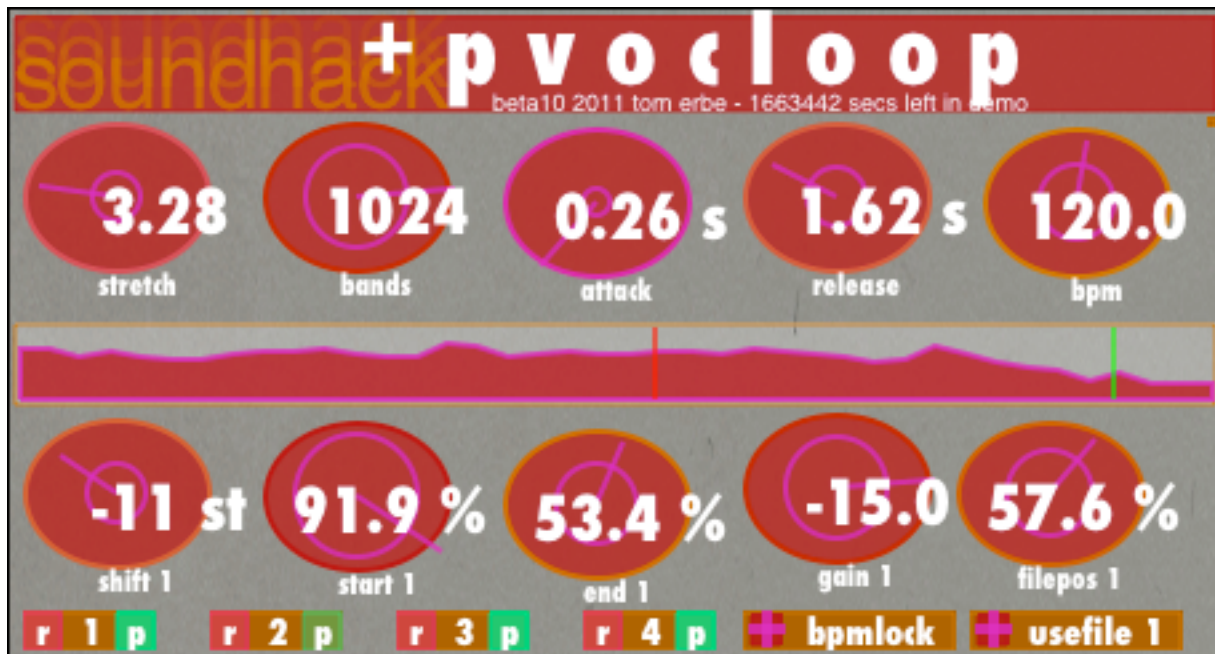 soundhack
+pvocloop
beta10 2011 tom erbe - 1663442 secs left in demo
3.28 1024 0.26 s 1.62 s 120.0
stretch bands attack release bpm
-11 st 91.9 % 53.4 % -15.0 57.6 %
shift 1 start 1 end 1 gain 1 filepos 1
r 1 p r 2 p r 3 p r 4 p bpmlock usefile 1